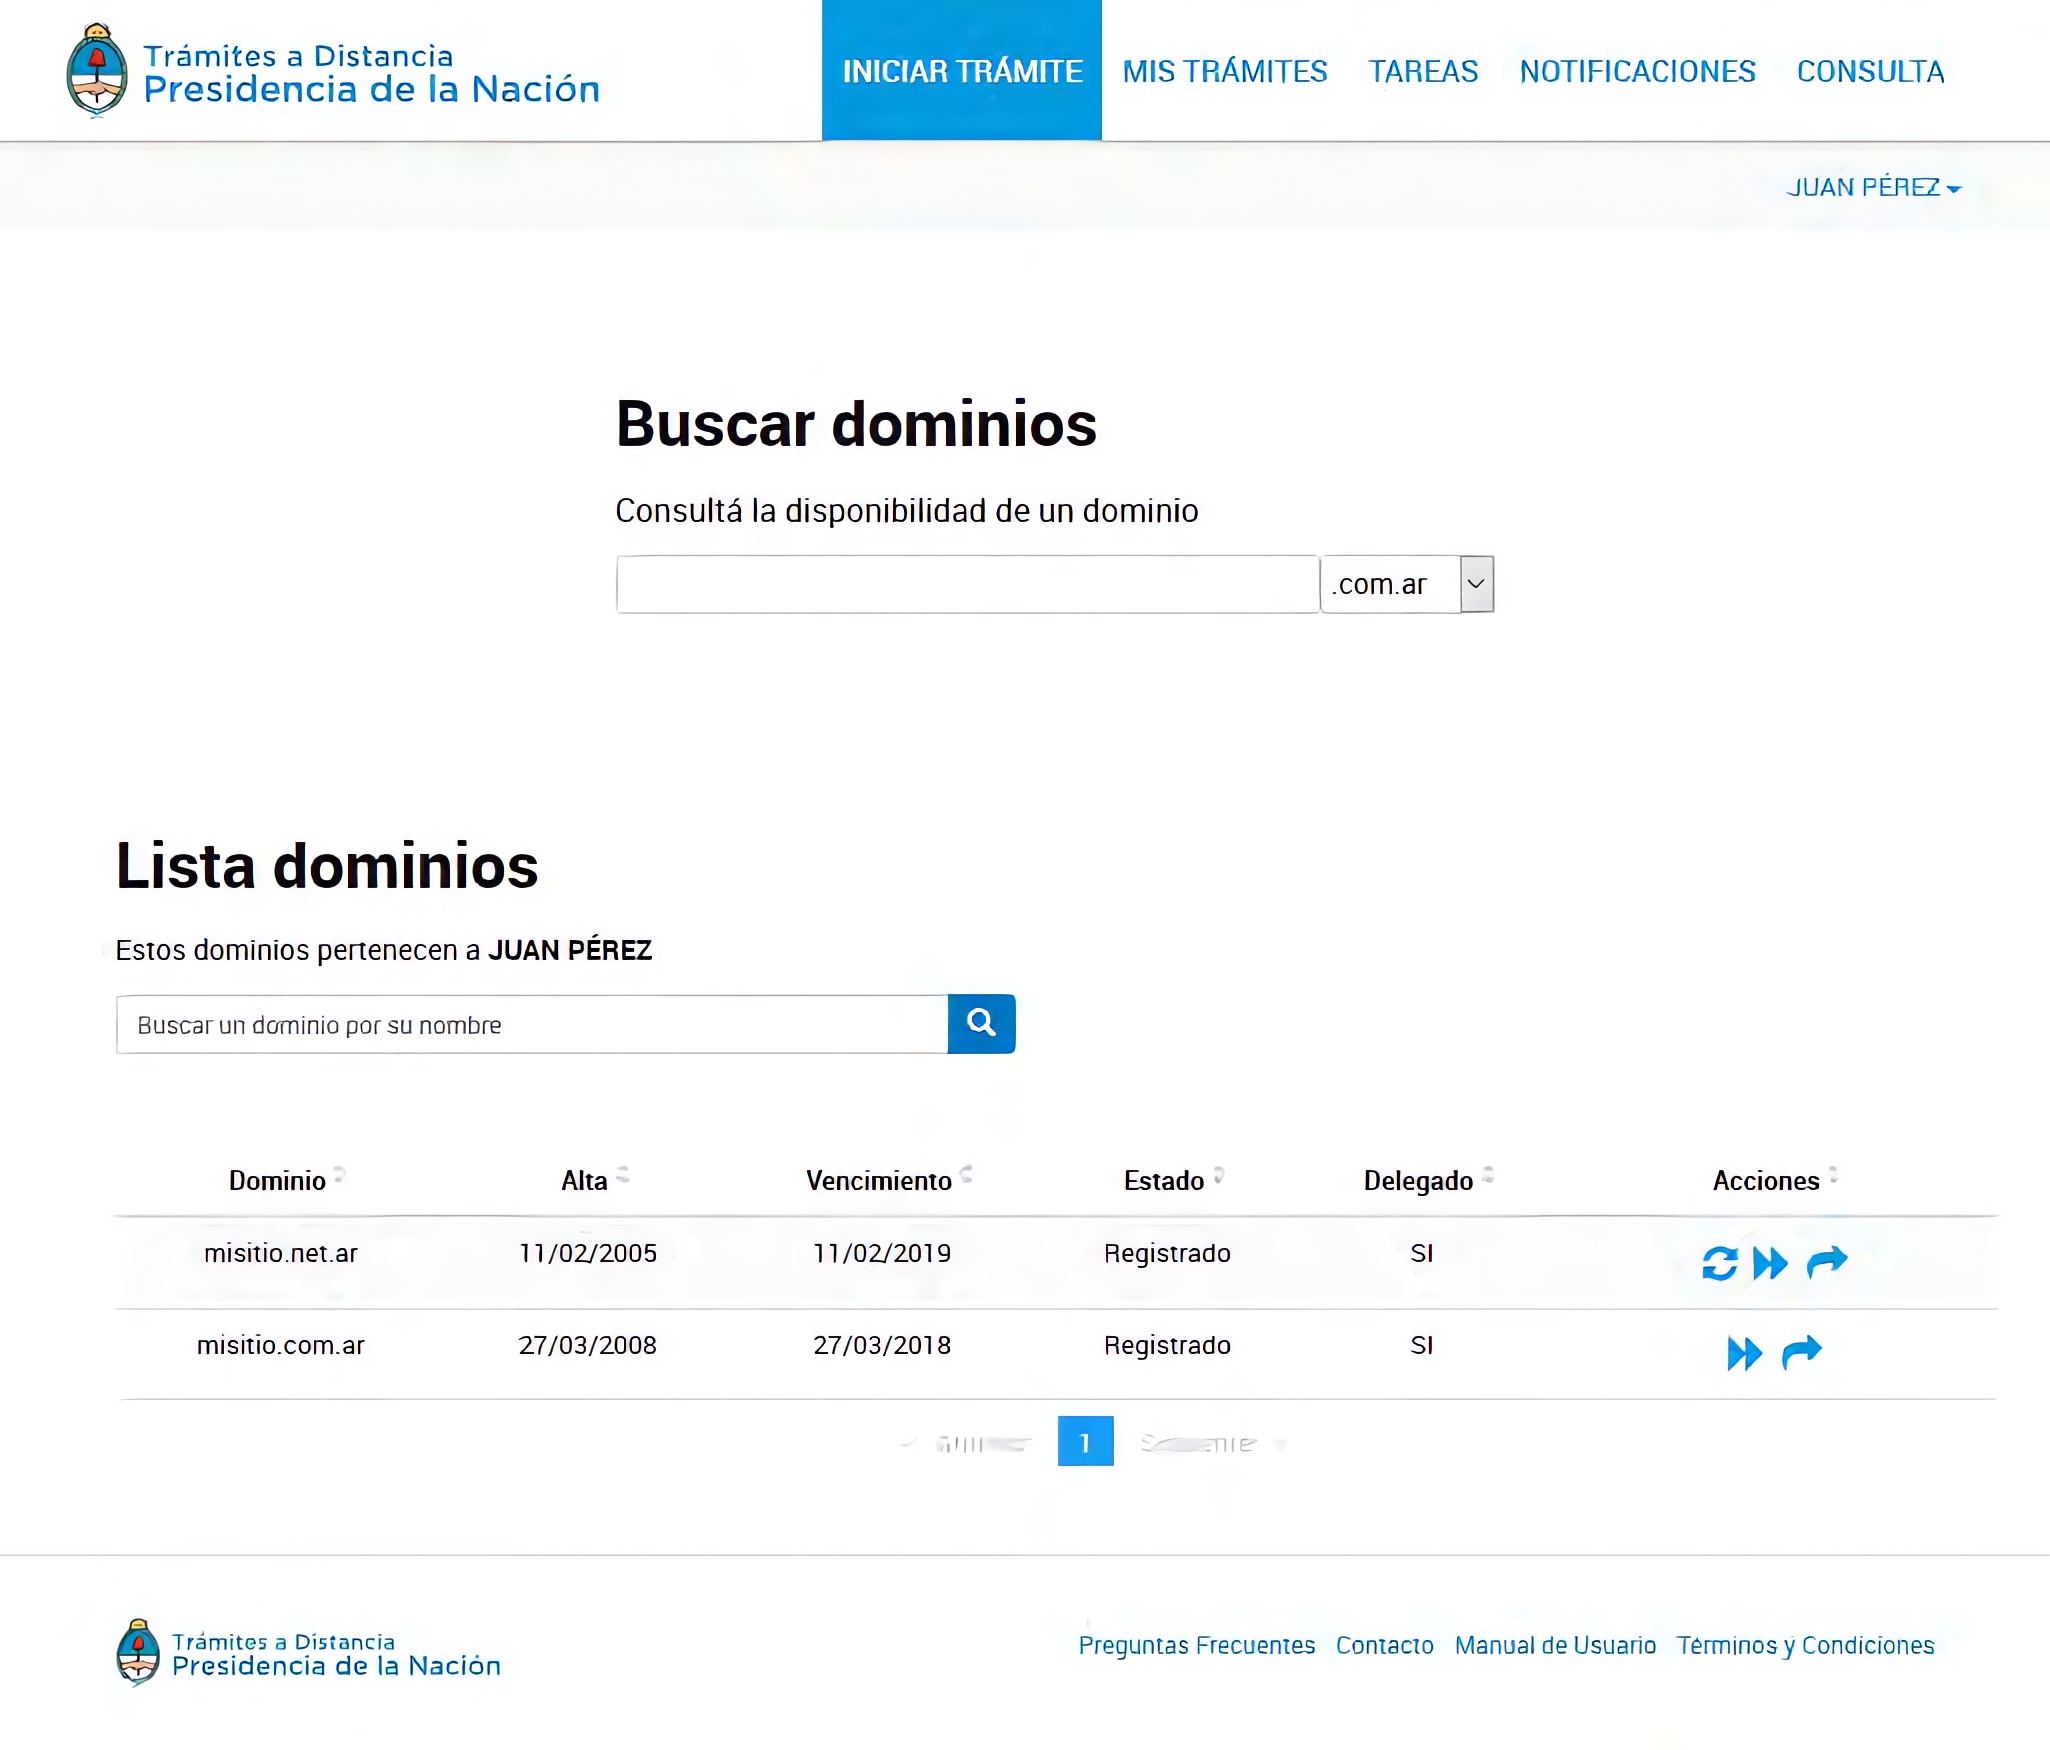 Trámites a Distancia
Presidencia de la Nación
INICIAR TRÁMITE MIS TRÁMITES TAREAS NOTIFICACIONES CONSULTA
JUAN PÉREZ
Buscar dominios
Consultá la disponibilidad de un dominio
.com.ar
Lista dominios
Estos dominios pertenecen a JUAN PÉREZ
Buscar un dominio por su nombre
Dominio Alta Vencimiento Estado Delegado Acciones
misitio.net.ar 11/02/2005 11/02/2019 Registrado SI
misitio.com.ar 27/03/2008 27/03/2018 Registrado SI
1
Trámites a Distancia
Presidencia de la Nación
Preguntas Frecuentes Contacto Manual de Usuario Términos y Condiciones